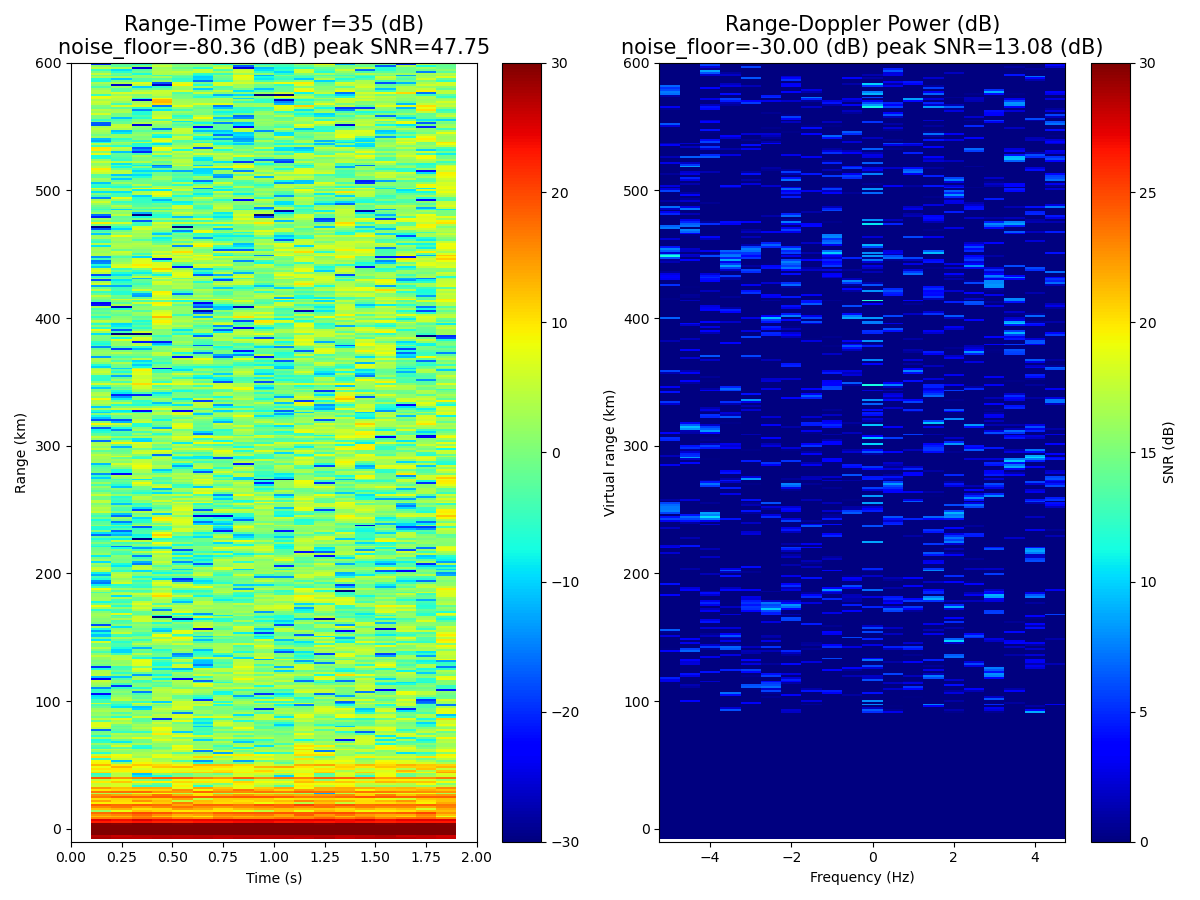 Range-Time Power f=35 (dB)
noise_floor=-80.36 (dB) peak SNR=47.75
Range (km)
600
500
400
300
200
100
0
0.00 0.25 0.50 0.75 1.00 1.25 1.50 1.75 2.00
Time (s)
30
20
10
0
−10
−20
−30
Range-Doppler Power (dB)
noise_floor=-30.00 (dB) peak SNR=13.08 (dB)
Virtual range (km)
600
500
400
300
200
100
0
−4 −2 0 2 4
Frequency (Hz)
30
25
20
15
10
5
0
SNR (dB)